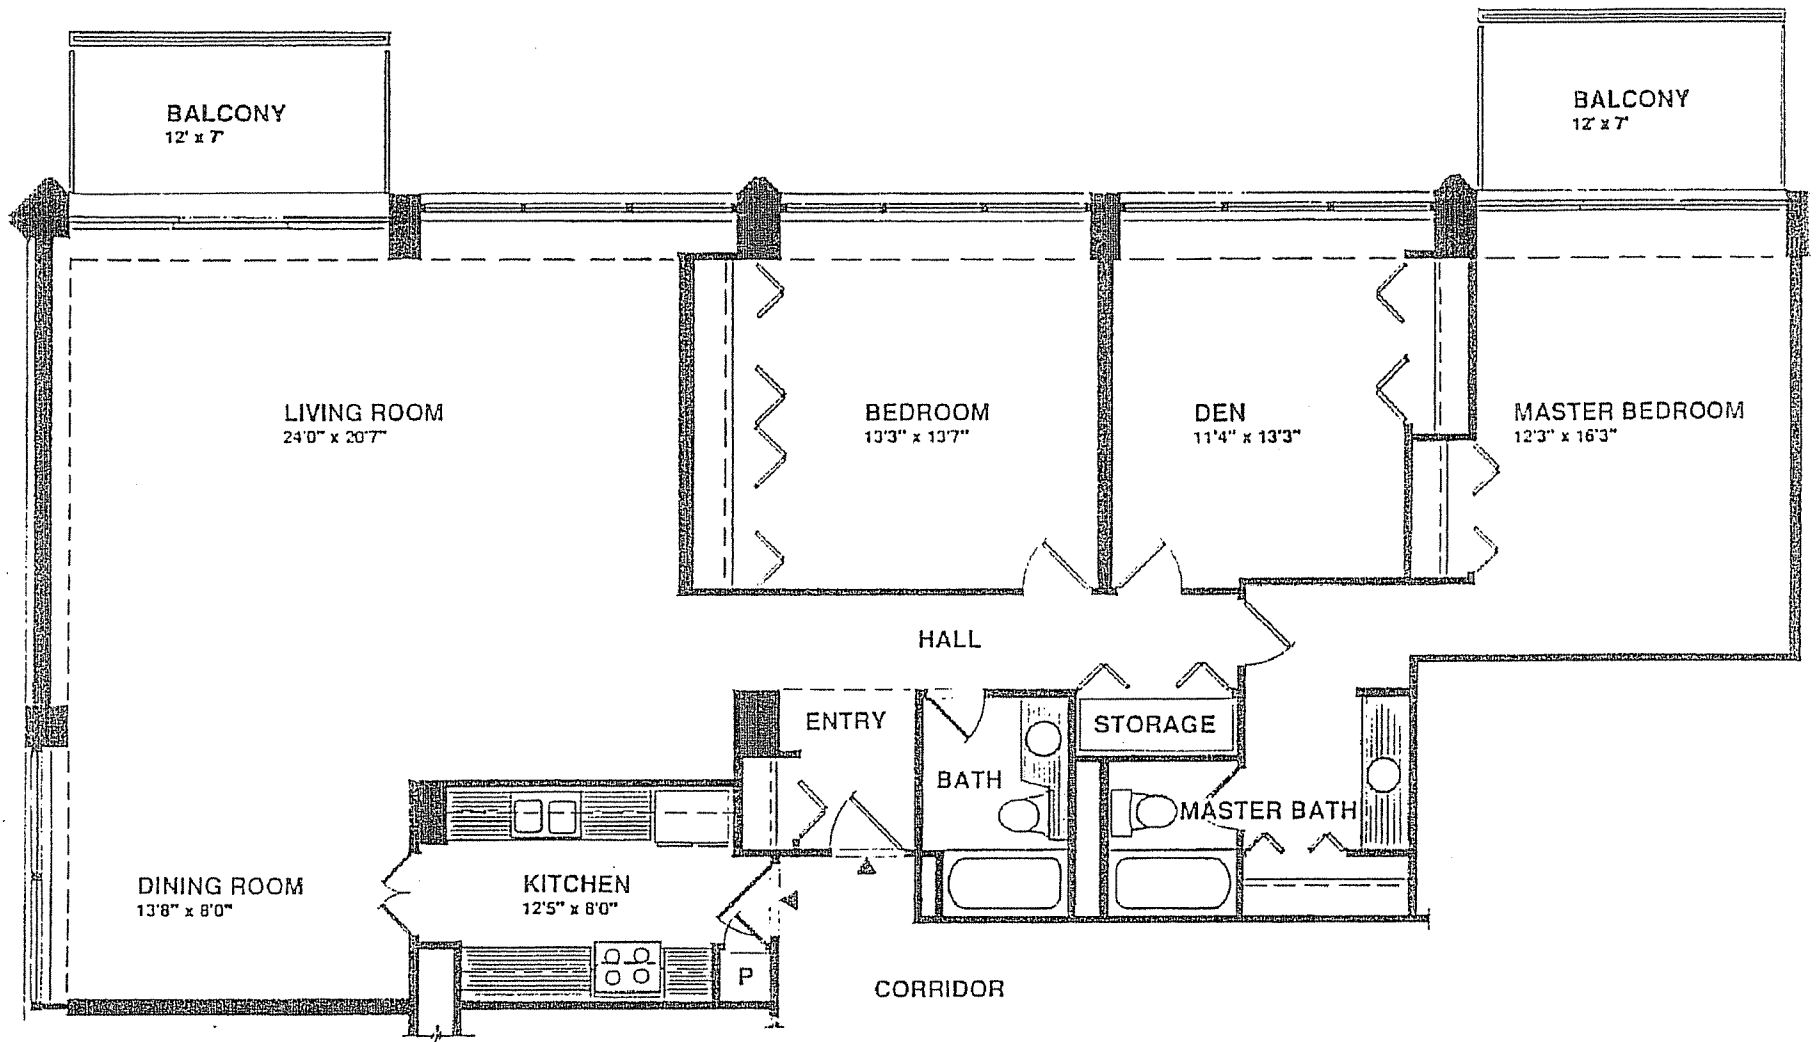 BALCONY
12' x 7'
BALCONY
12' x 7'
LIVING ROOM
24'0" x 20'7"
BEDROOM
13'3" x 13'7"
DEN
11'4" x 13'3"
MASTER BEDROOM
12'3" x 16'3"
HALL
ENTRY
STORAGE
BATH
MASTER BATH
DINING ROOM
13'8" x 8'0"
KITCHEN
12'5" x 8'0"
P
CORRIDOR